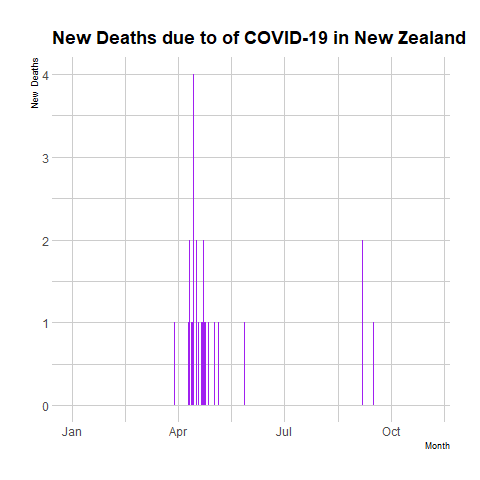 New Deaths due to of COVID-19 in New Zealand
New Deaths
4
3
2
1
0
Jan Apr Jul Oct
Month